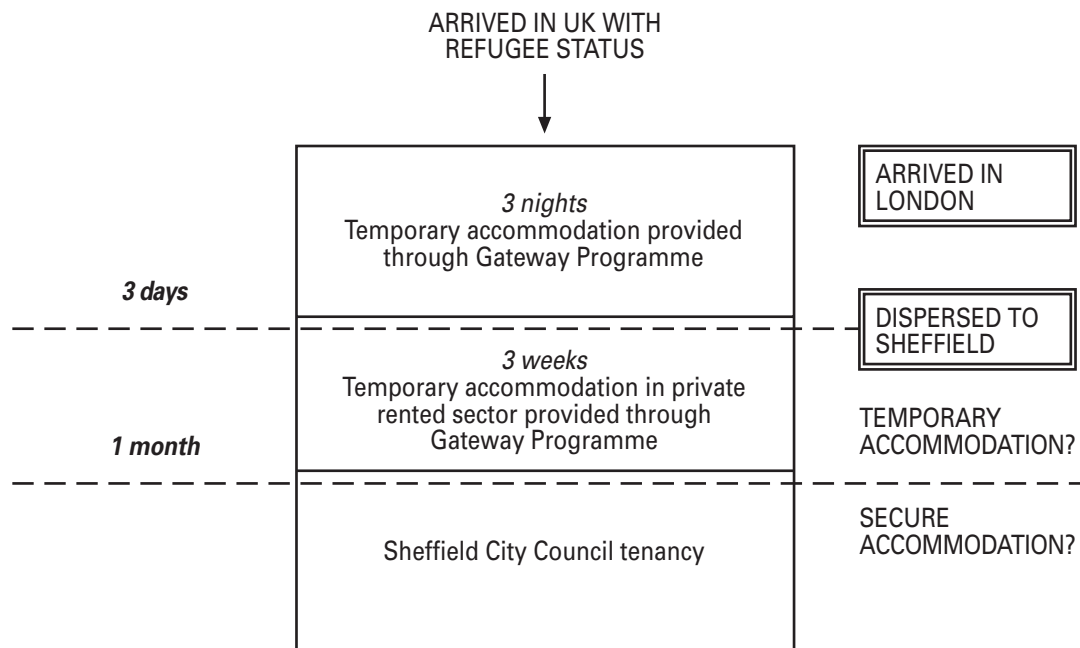 ARRIVED IN UK WITH
REFUGEE STATUS
3 nights
Temporary accommodation provided
through Gateway Programme
ARRIVED IN
LONDON
3 days
DISPERSED TO
SHEFFIELD
3 weeks
Temporary accommodation in private
rented sector provided through
Gateway Programme
TEMPORARY
ACCOMMODATION?
1 month
Sheffield City Council tenancy
SECURE
ACCOMMODATION?